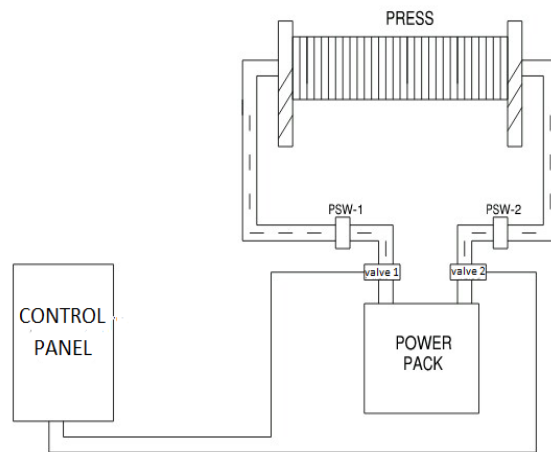 PRESS
PSW-1
PSW-2
valve 1
valve 2
CONTROL
PANEL
POWER
PACK